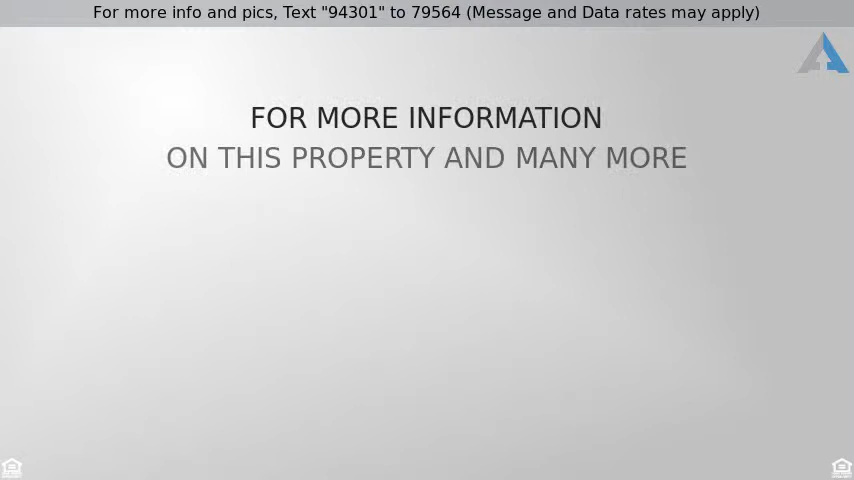 For more info and pics, Text "94301" to 79564 (Message and Data rates may apply)
FOR MORE INFORMATION
ON THIS PROPERTY AND MANY MORE